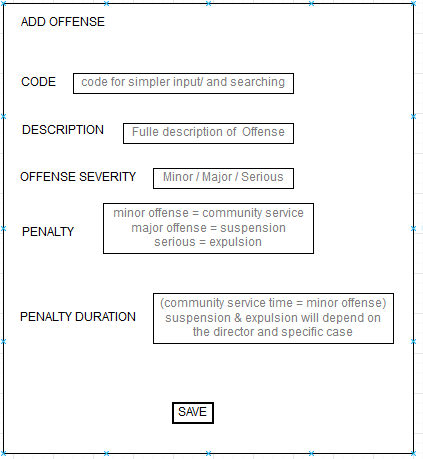 ADD OFFENSE
CODE
code for simpler input/ and searching
DESCRIPTION
Fulle description of Offense
OFFENSE SEVERITY
Minor / Major / Serious
PENALTY
minor offense = community service
major offense = suspension
serious = expulsion
PENALTY DURATION
(community service time = minor offense)
suspension & expulsion will depend on
the director and specific case
SAVE